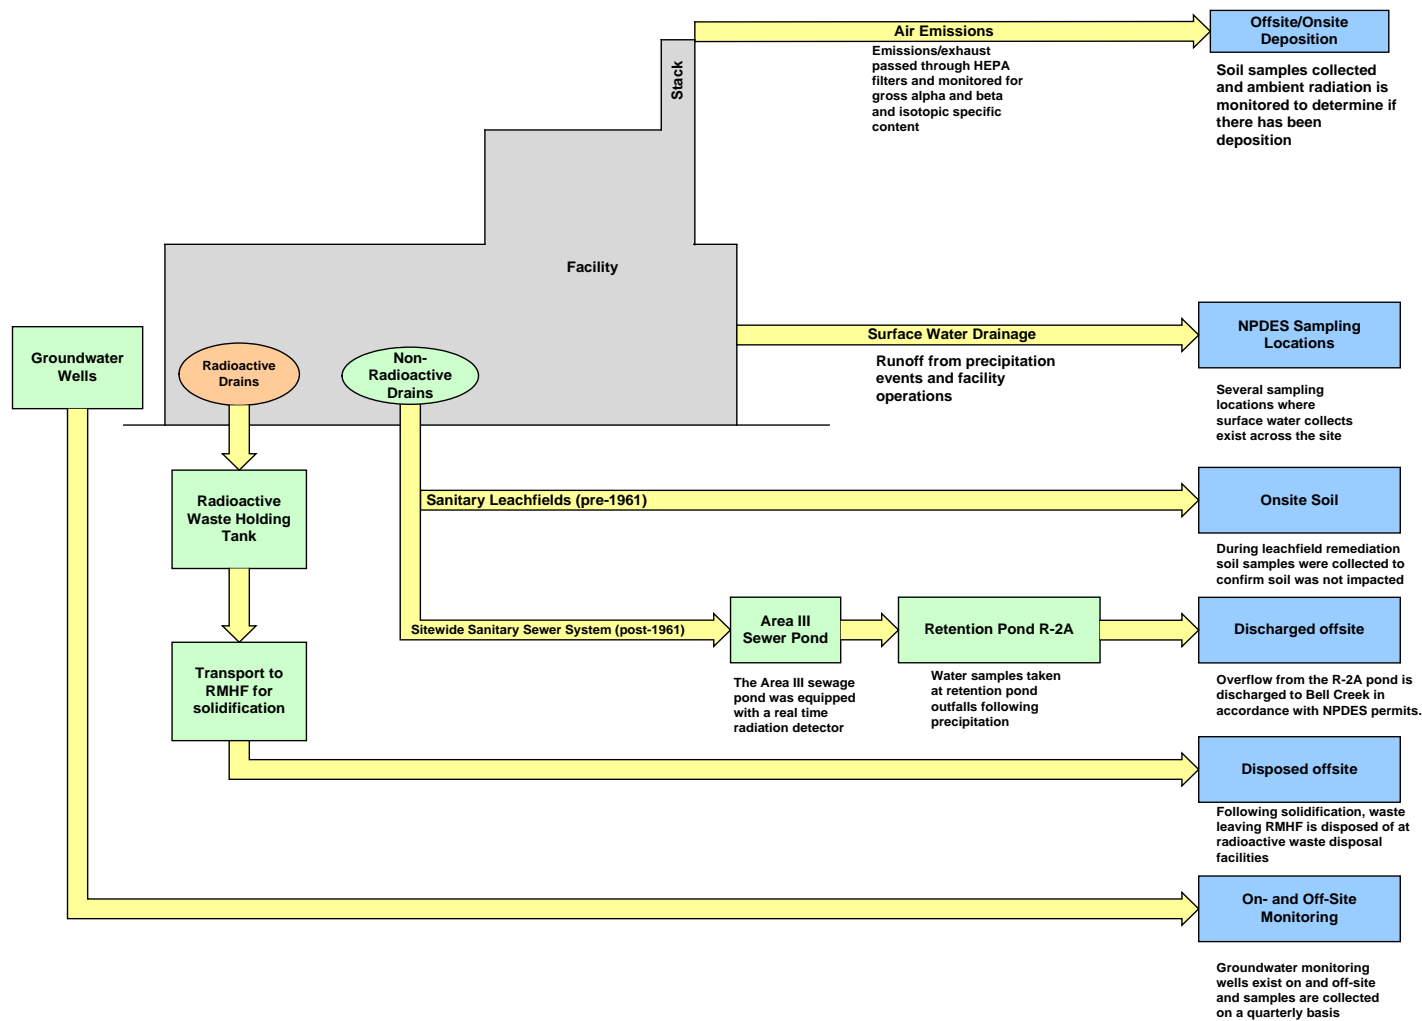 Air Emissions
Offsite/Onsite
Deposition
Emissions/exhaust
passed through HEPA
filters and monitored for
gross alpha and beta
and isotopic specific
content
Stack
Soil samples collected
and ambient radiation is
monitored to determine if
there has been
deposition
Facility
Groundwater
Wells
Radioactive
Drains
Non-
Radioactive
Drains
Surface Water Drainage
Runoff from precipitation
events and facility
operations
NPDES Sampling
Locations
Several sampling
locations where
surface water collects
exist across the site
Radioactive
Waste Holding
Tank
Sanitary Leachfields (pre-1961)
Onsite Soil
During leachfield remediation
soil samples were collected to
confirm soil was not impacted
Sitewide Sanitary Sewer System (post-1961)
Area III
Sewer Pond
Retention Pond R-2A
Discharged offsite
The Area III sewage
pond was equipped
with a real time
radiation detector
Water samples taken
at retention pond
outfalls following
precipitation
Overflow from the R-2A pond is
discharged to Bell Creek in
accordance with NPDES permits.
Transport to
RMHF for
solidification
Disposed offsite
Following solidification, waste
leaving RMHF is disposed of at
radioactive waste disposal
facilities
On- and Off-Site
Monitoring
Groundwater monitoring
wells exist on and off-site
and samples are collected
on a quarterly basis